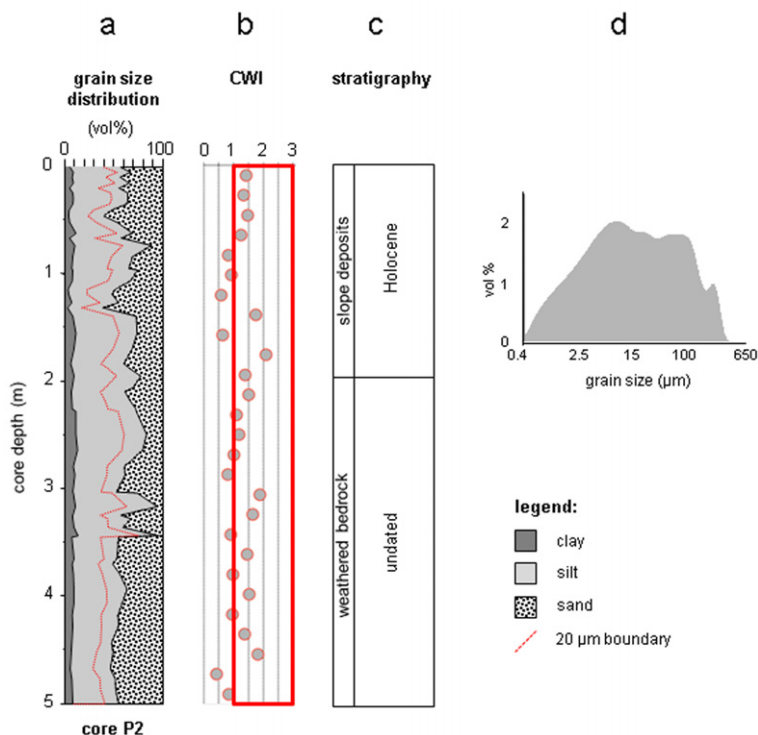 a
b
c
d
grain size
distribution
(vol%)
0 100
CWI
0 1 2 3
stratigraphy
0
1
2
3
4
5
core depth (m)
core P2
slope deposits
Holocene
weathered bedrock
undated
2
1
0
vol %
0.4 2.5 15 100 650
grain size (µm)
legend:
clay
silt
sand
20 µm boundary